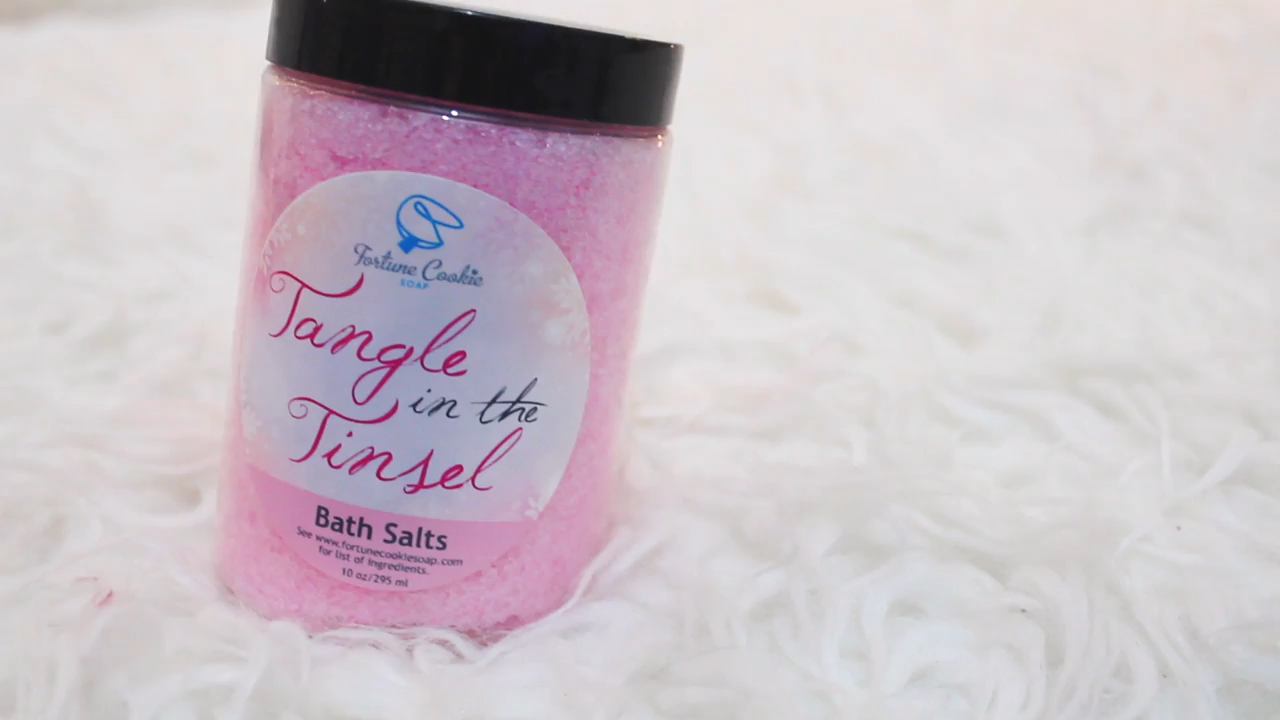 Fortune Cookie
SOAP
Tangle
in the
Tinsel
Bath Salts
See www.fortunecookiesoap.com
for list of ingredients.
10 oz/295 ml